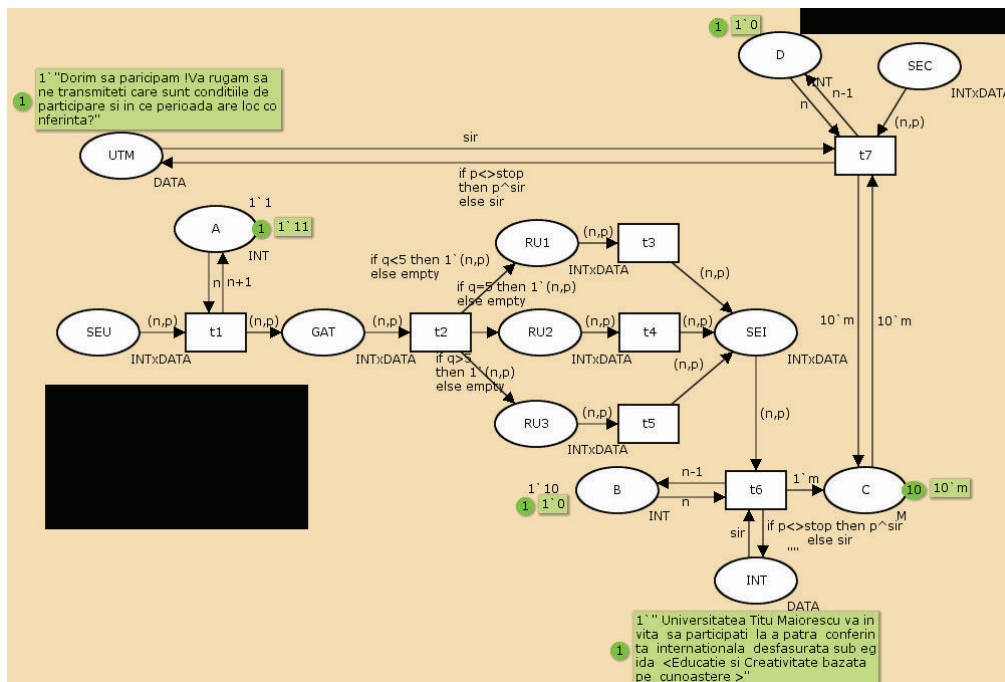 1 1`0
D
INT
SEC
INTxDATA
n
n-1
(n,p)
t7
1 1`"Dorim sa paricipam !Va rugam sa
ne transmiteti care sunt conditiile de
participare si in ce perioada are loc co
nferinta?"
UTM
DATA
sir
if p<>stop
then p^sir
else sir
1`1
A
1 1`11
INT
n
n+1
SEU
INTxDATA
(n,p)
t1
(n,p)
GAT
INTxDATA
(n,p)
t2
if q<5 then 1`(n,p)
else empty
if q=5 then 1`(n,p)
else empty
if q>5
then 1`(n,p)
else empty
RU1
INTxDATA
(n,p)
t3
(n,p)
RU2
INTxDATA
(n,p)
t4
(n,p)
RU3
INTxDATA
(n,p)
t5
(n,p)
SEI
INTxDATA
(n,p)
10`m
10`m
1`10
1 1`0
B
INT
n-1
n
t6
1`m
C
10 10`m
M
sir
if p<>stop then p^sir
else sir
""
INT
DATA
1 1`" Universitatea Titu Maiorescu va in
vita sa participati la a patra conferin
ta internationala desfasurata sub eg
ida <Educatie si Creativitate bazata
pe cunoastere >"